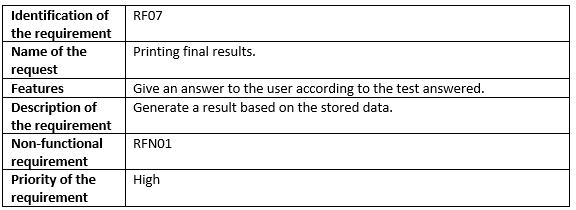 Identification of
the requirement
RF07
Name of the
request
Printing final results.
Features
Give an answer to the user according to the test answered.
Description of
the requirement
Generate a result based on the stored data.
Non-functional
requirement
RFN01
Priority of the
requirement
High